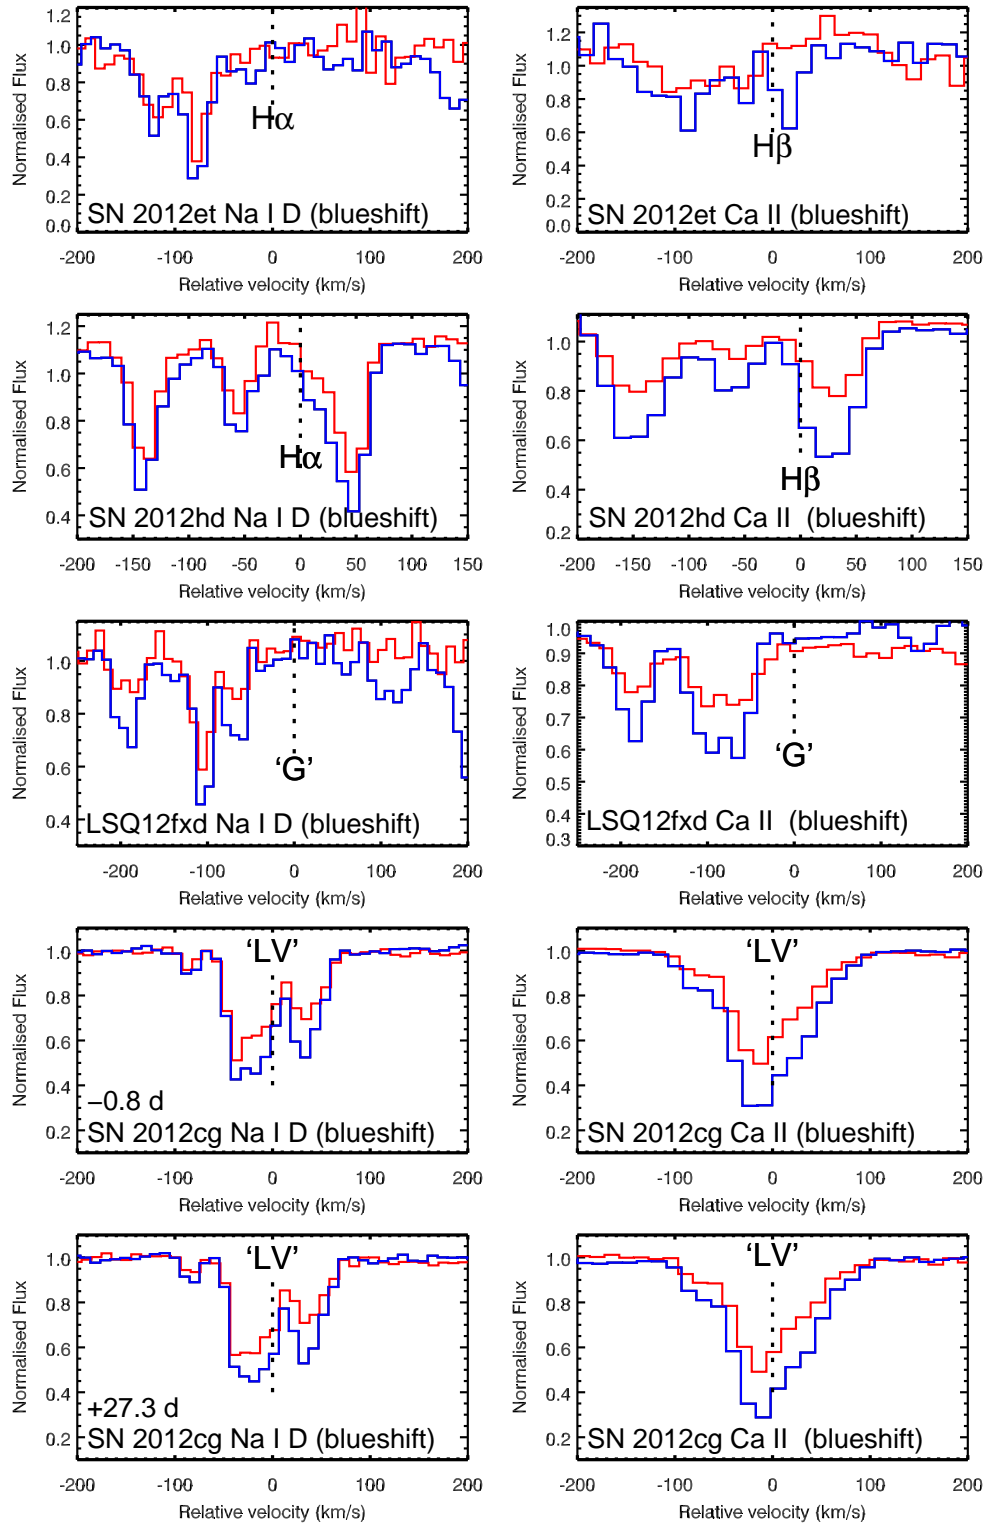 1.2
1.0
0.8
0.6
0.4
0.2
0.0
Normalised Flux
Hα
SN 2012et Na I D (blueshift)
-200 -100 0 100 200
Relative velocity (km/s)
1.2
1.0
0.8
0.6
0.4
0.2
0.0
Normalised Flux
Hβ
SN 2012et Ca II (blueshift)
-200 -100 0 100 200
Relative velocity (km/s)
1.2
1.0
0.8
0.6
0.4
Normalised Flux
Hα
SN 2012hd Na I D (blueshift)
-200 -150 -100 -50 0 50 100 150
Relative velocity (km/s)
1.0
0.8
0.6
0.4
0.2
Normalised Flux
Hβ
SN 2012hd Ca II (blueshift)
-200 -150 -100 -50 0 50 100 150
Relative velocity (km/s)
1.0
0.8
0.6
0.4
Normalised Flux
‘G’
LSQ12fxd Na I D (blueshift)
-200 -100 0 100 200
Relative velocity (km/s)
1.0
0.9
0.8
0.7
0.6
0.5
0.4
0.3
Normalised Flux
‘G’
LSQ12fxd Ca II (blueshift)
-200 -100 0 100 200
Relative velocity (km/s)
1.0
0.8
0.6
0.4
0.2
Normalised Flux
‘LV’
−0.8 d
SN 2012cg Na I D (blueshift)
-200 -100 0 100 200
Relative velocity (km/s)
1.0
0.8
0.6
0.4
0.2
Normalised Flux
‘LV’
SN 2012cg Ca II (blueshift)
-200 -100 0 100 200
Relative velocity (km/s)
1.0
0.8
0.6
0.4
0.2
Normalised Flux
‘LV’
+27.3 d
SN 2012cg Na I D (blueshift)
-200 -100 0 100 200
Relative velocity (km/s)
1.0
0.8
0.6
0.4
0.2
Normalised Flux
‘LV’
SN 2012cg Ca II (blueshift)
-200 -100 0 100 200
Relative velocity (km/s)